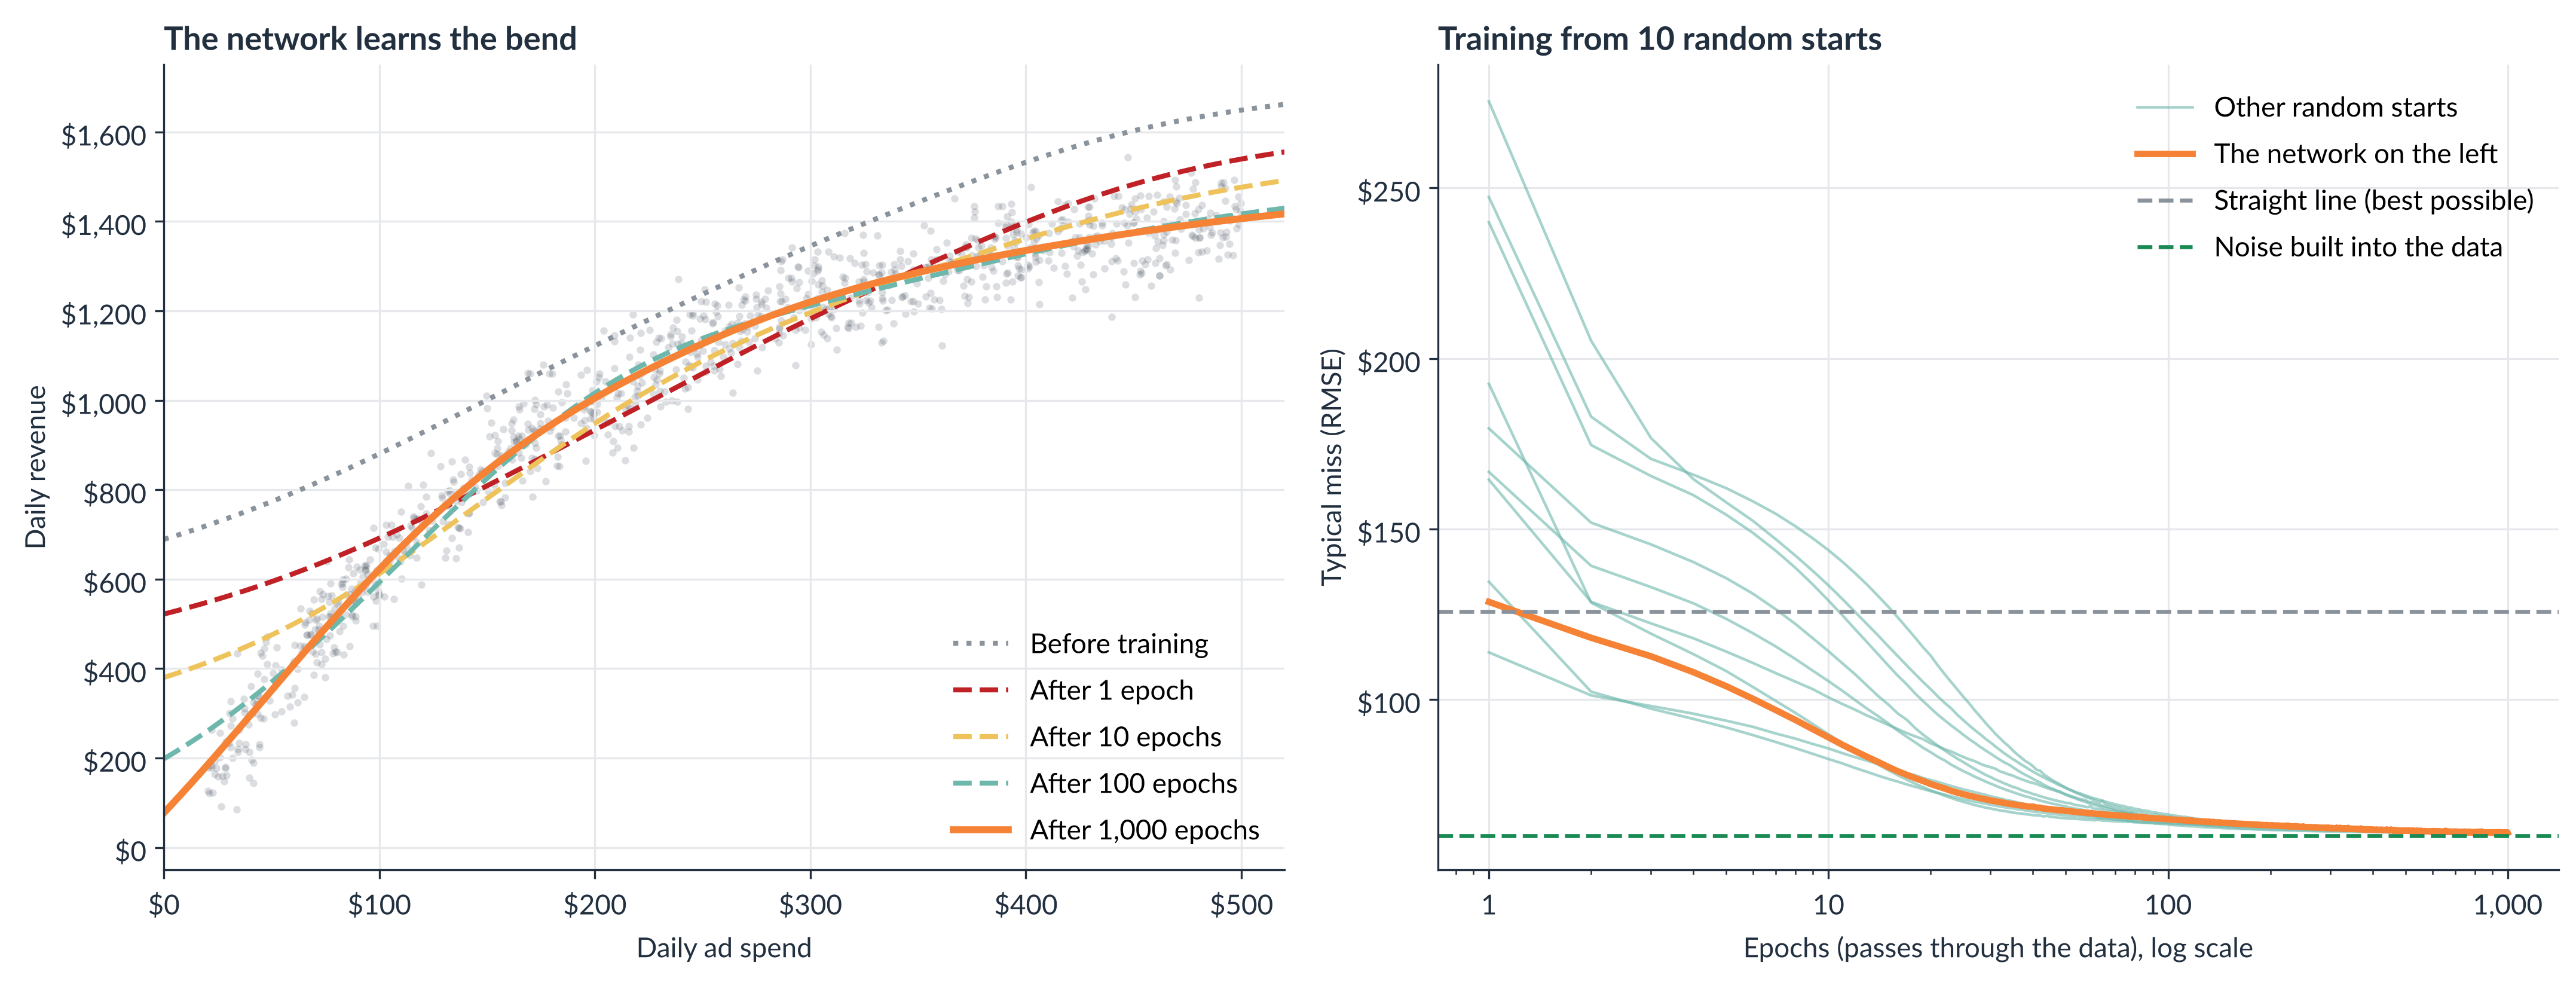 The network learns the bend
Daily revenue
$1,600
$1,400
$1,200
$1,000
$800
$600
$400
$200
$0
Before training
After 1 epoch
After 10 epochs
After 100 epochs
After 1,000 epochs
$0 $100 $200 $300 $400 $500
Daily ad spend
Training from 10 random starts
Typical miss (RMSE)
$250
$200
$150
$100
Other random starts
The network on the left
Straight line (best possible)
Noise built into the data
1 10 100 1,000
Epochs (passes through the data), log scale